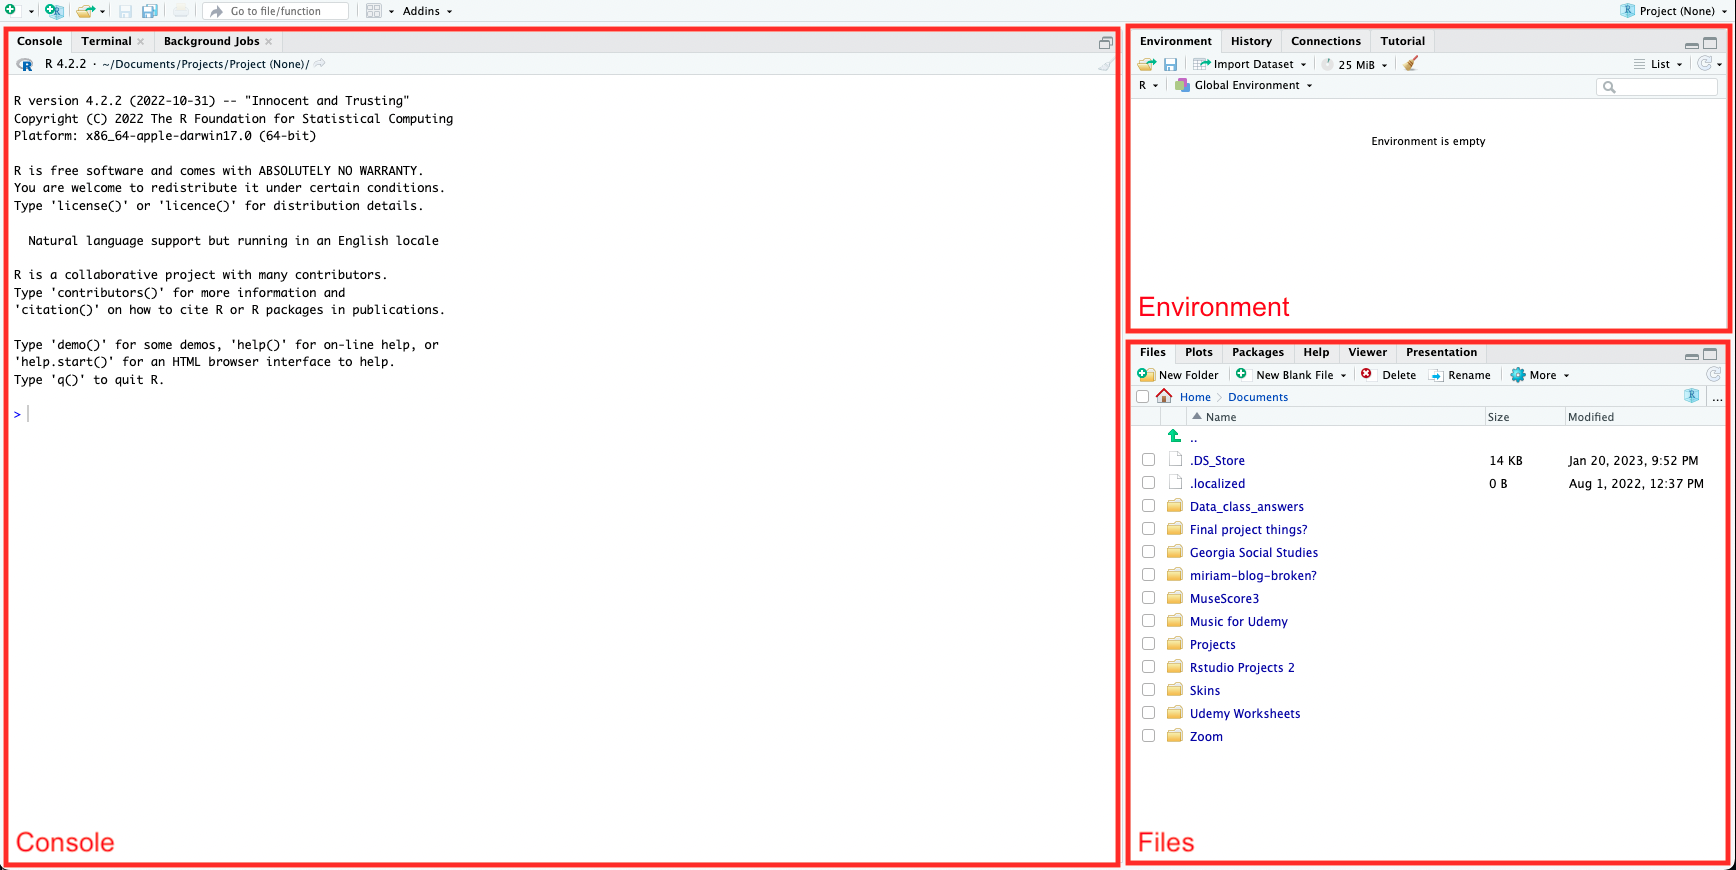 Go to file/function Addins Project (None)
Console Terminal Background Jobs
R 4.2.2 · ~/Documents/Projects/Project (None)/
R version 4.2.2 (2022-10-31) -- "Innocent and Trusting"
Copyright (C) 2022 The R Foundation for Statistical Computing
Platform: x86_64-apple-darwin17.0 (64-bit)
R is free software and comes with ABSOLUTELY NO WARRANTY.
You are welcome to redistribute it under certain conditions.
Type 'license()' or 'licence()' for distribution details.
Natural language support but running in an English locale
R is a collaborative project with many contributors.
Type 'contributors()' for more information and
'citation()' on how to cite R or R packages in publications.
Type 'demo()' for some demos, 'help()' for on-line help, or
'help.start()' for an HTML browser interface to help.
Type 'q()' to quit R.
>
Console
Environment History Connections Tutorial
Import Dataset 25 MiB List
R Global Environment
Environment is empty
Environment
Files Plots Packages Help Viewer Presentation
New Folder New Blank File Delete Rename More
Home Documents ...
Name Size Modified
..
.DS_Store 14 KB Jan 20, 2023, 9:52 PM
.localized 0 B Aug 1, 2022, 12:37 PM
Data_class_answers
Final project things?
Georgia Social Studies
miriam-blog-broken?
MuseScore3
Music for Udemy
Projects
Rstudio Projects 2
Skins
Udemy Worksheets
Zoom
Files